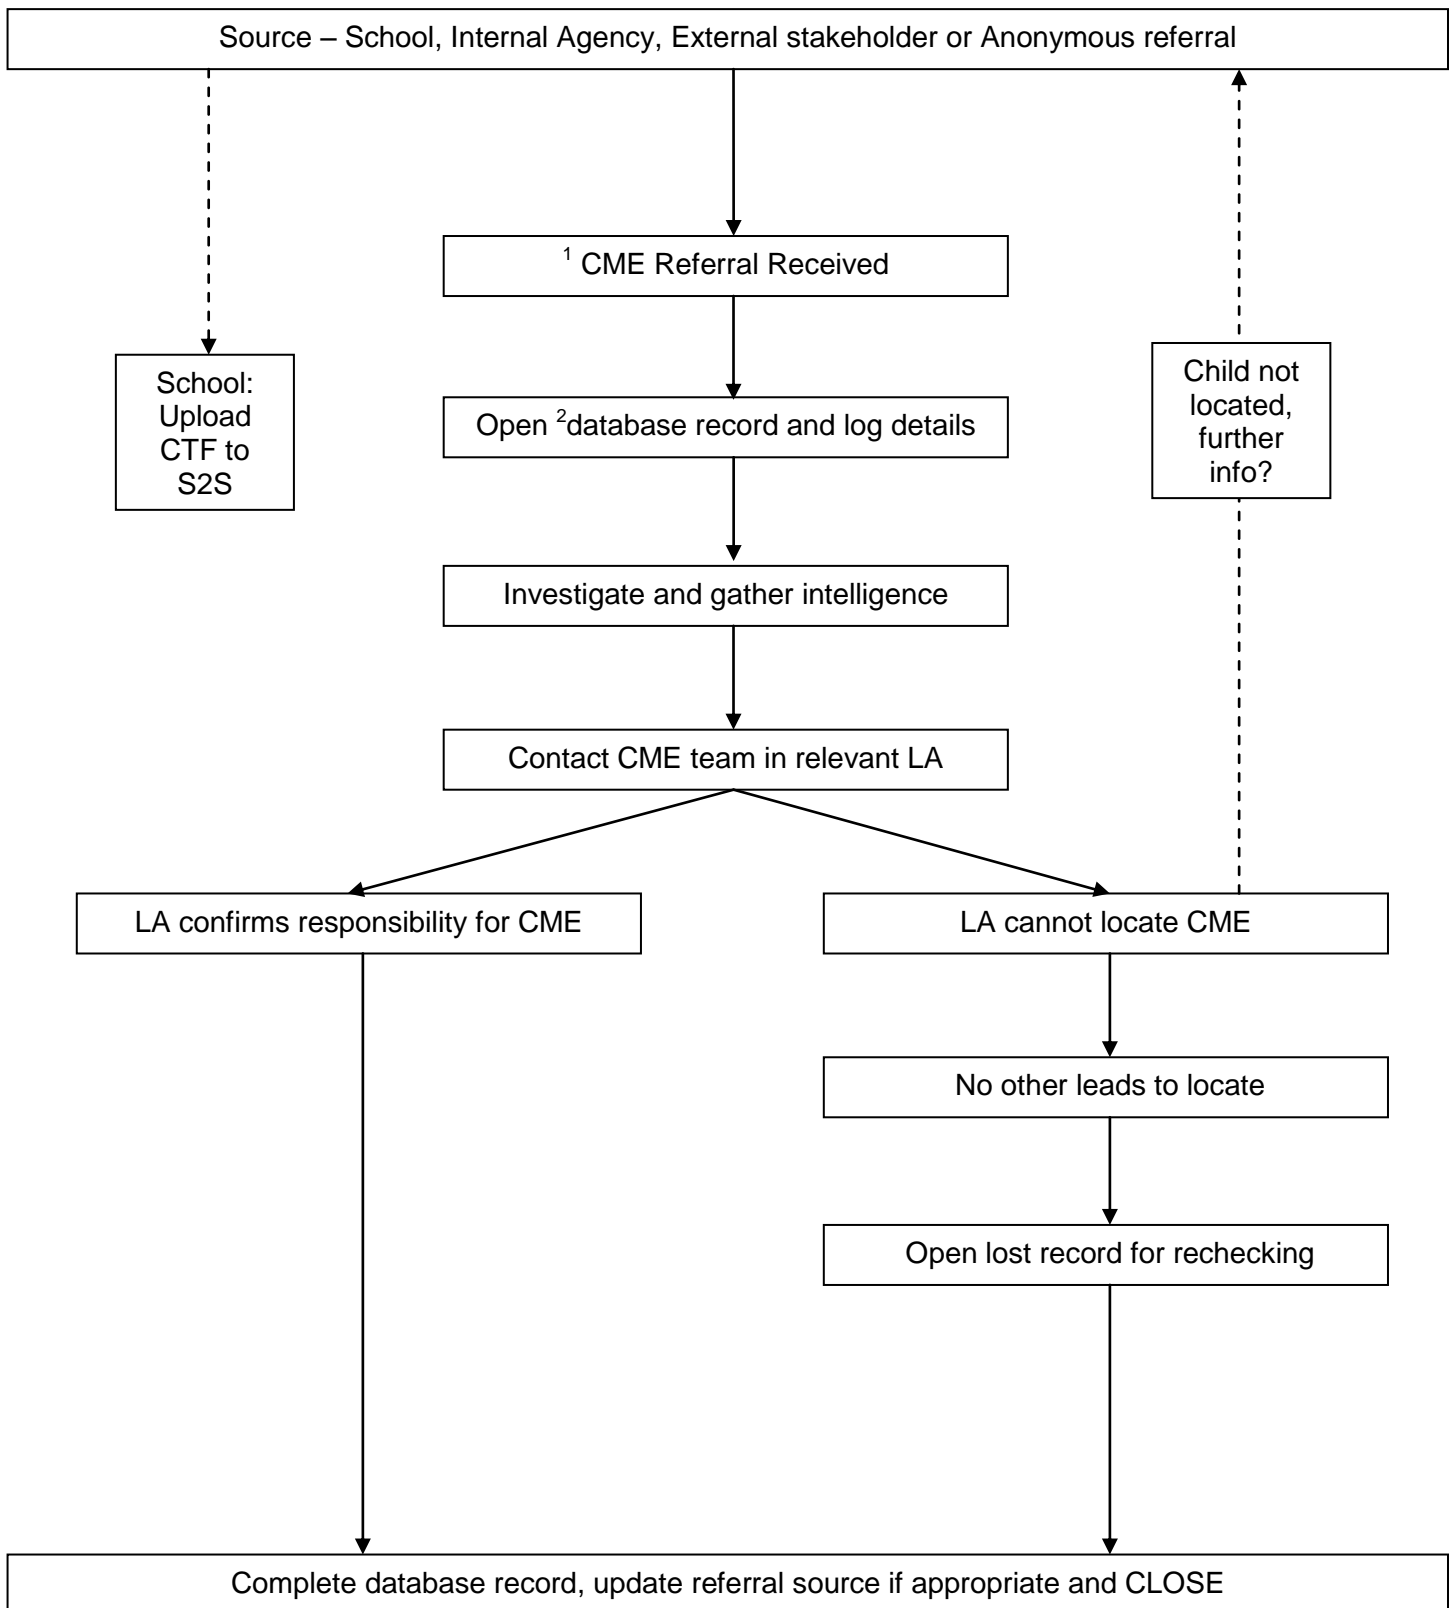 Source – School, Internal Agency, External stakeholder or Anonymous referral
¹ CME Referral Received
School:
Upload
CTF to
S2S
Child not
located,
further
info?
Open ²database record and log details
Investigate and gather intelligence
Contact CME team in relevant LA
LA confirms responsibility for CME
LA cannot locate CME
No other leads to locate
Open lost record for rechecking
Complete database record, update referral source if appropriate and CLOSE